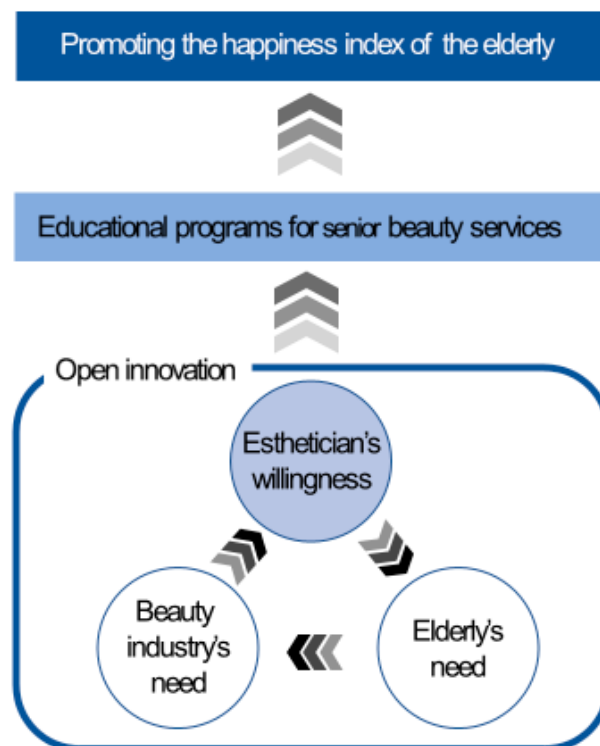 Promoting the happiness index of the elderly
Educational programs for senior beauty services
Open innovation
Esthetician's
willingness
Beauty
industry's
need
Elderly's
need